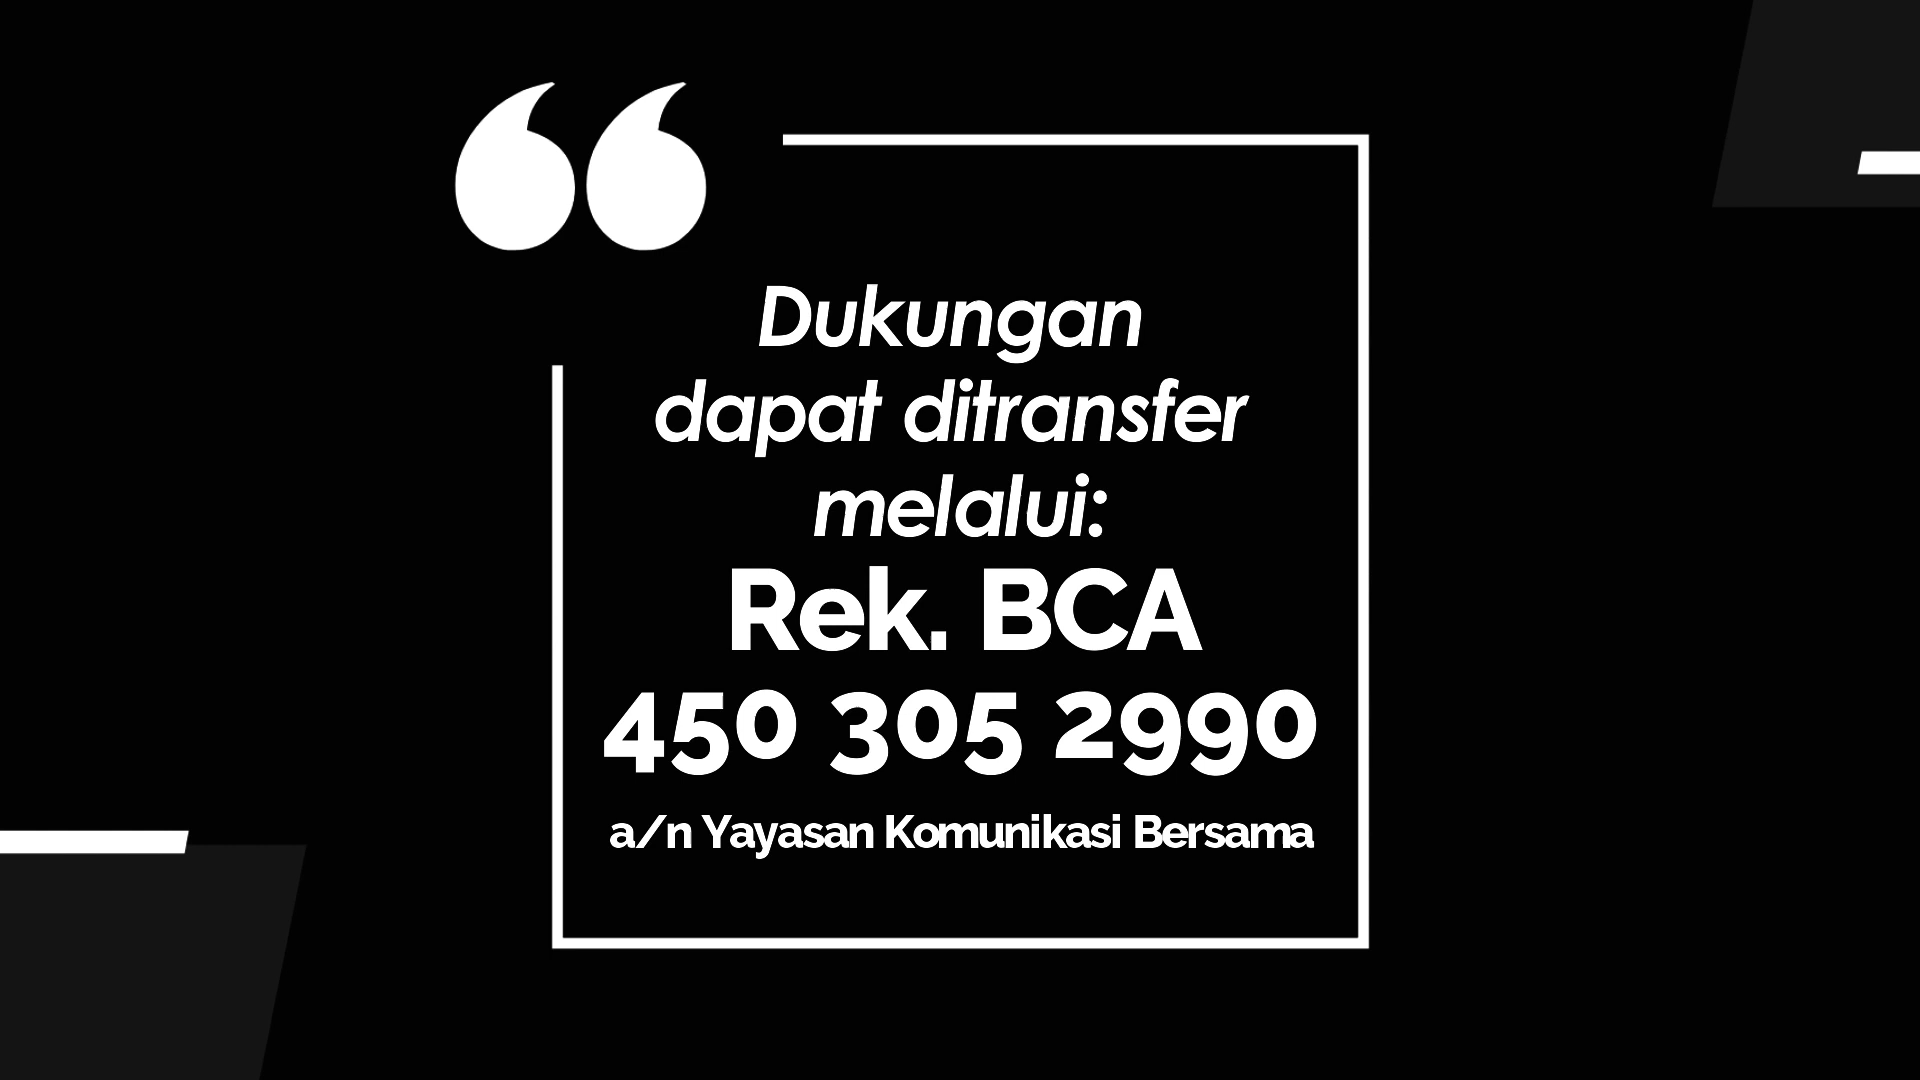 Dukungan
dapat ditransfer
melalui:
Rek. BCA
450 305 2990
a/n Yayasan Komunikasi Bersama